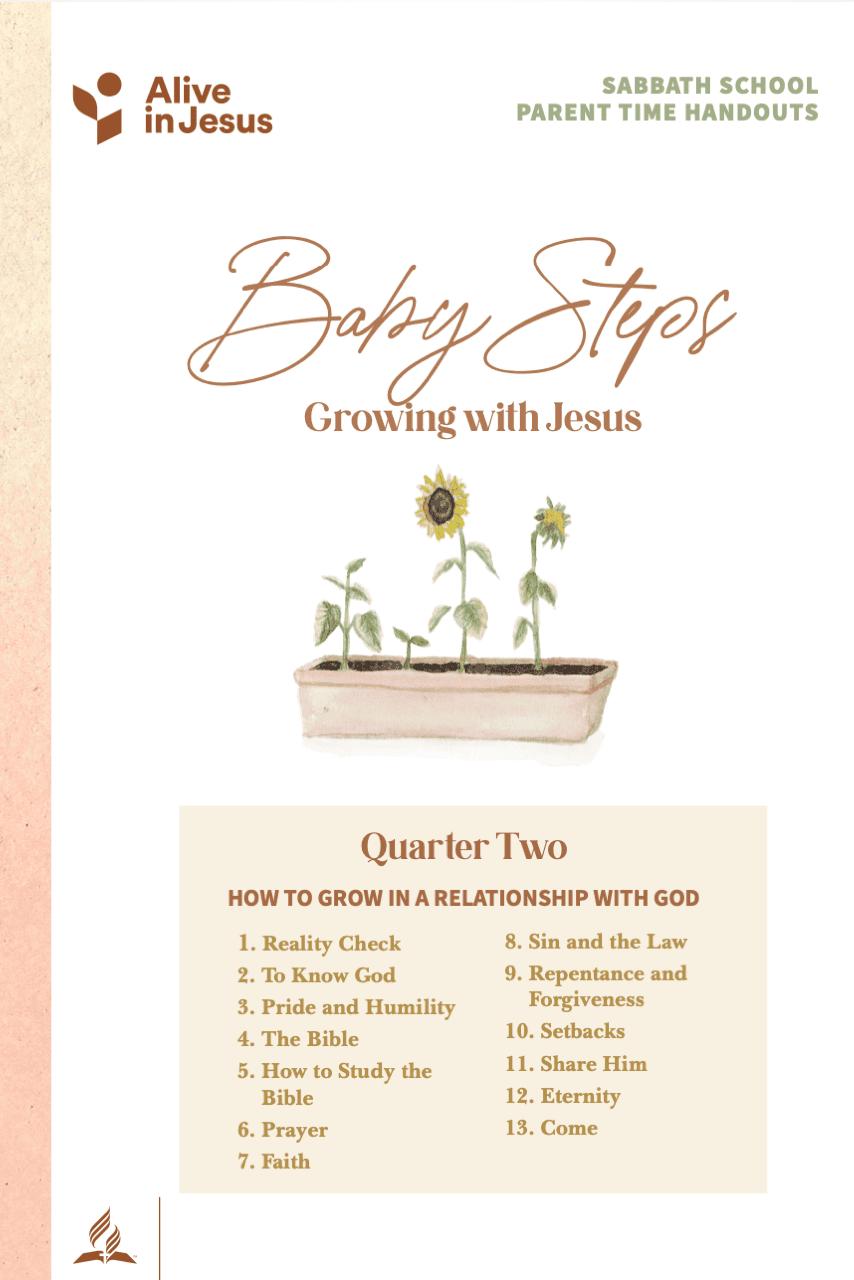 Alive
in Jesus
SABBATH SCHOOL
PARENT TIME HANDOUTS
Baby Steps
Growing with Jesus
Quarter Two
HOW TO GROW IN A RELATIONSHIP WITH GOD
1. Reality Check
2. To Know God
3. Pride and Humility
4. The Bible
5. How to Study the
Bible
6. Prayer
7. Faith
8. Sin and the Law
9. Repentance and
Forgiveness
10. Setbacks
11. Share Him
12. Eternity
13. Come